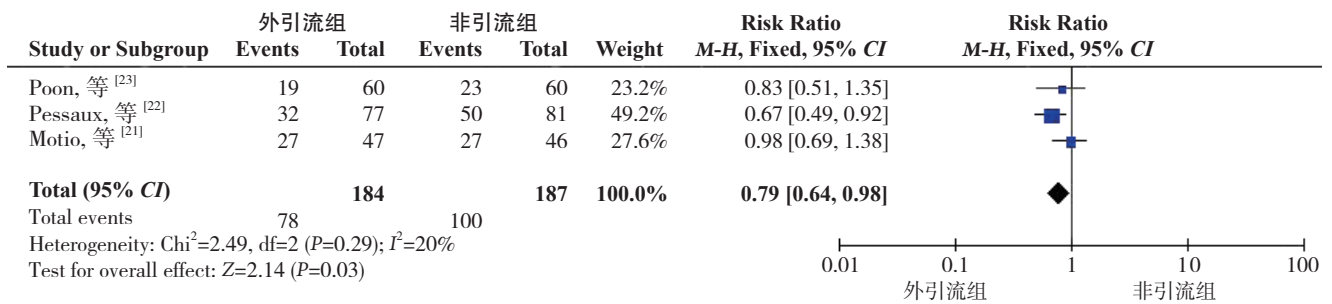 外引流组 非引流组 Risk Ratio Risk Ratio
Study or Subgroup Events Total Events Total Weight M-H, Fixed, 95% CI M-H, Fixed, 95% CI
Poon, 等 [23] 19 60 23 60 23.2% 0.83 [0.51, 1.35]
Pessaux, 等 [22] 32 77 50 81 49.2% 0.67 [0.49, 0.92]
Motio, 等 [21] 27 47 27 46 27.6% 0.98 [0.69, 1.38]
Total (95% CI) 184 187 100.0% 0.79 [0.64, 0.98]
Total events 78 100
Heterogeneity: Chi²=2.49, df=2 (P=0.29); I²=20%
Test for overall effect: Z=2.14 (P=0.03)
0.01 0.1 1 10 100
外引流组 非引流组